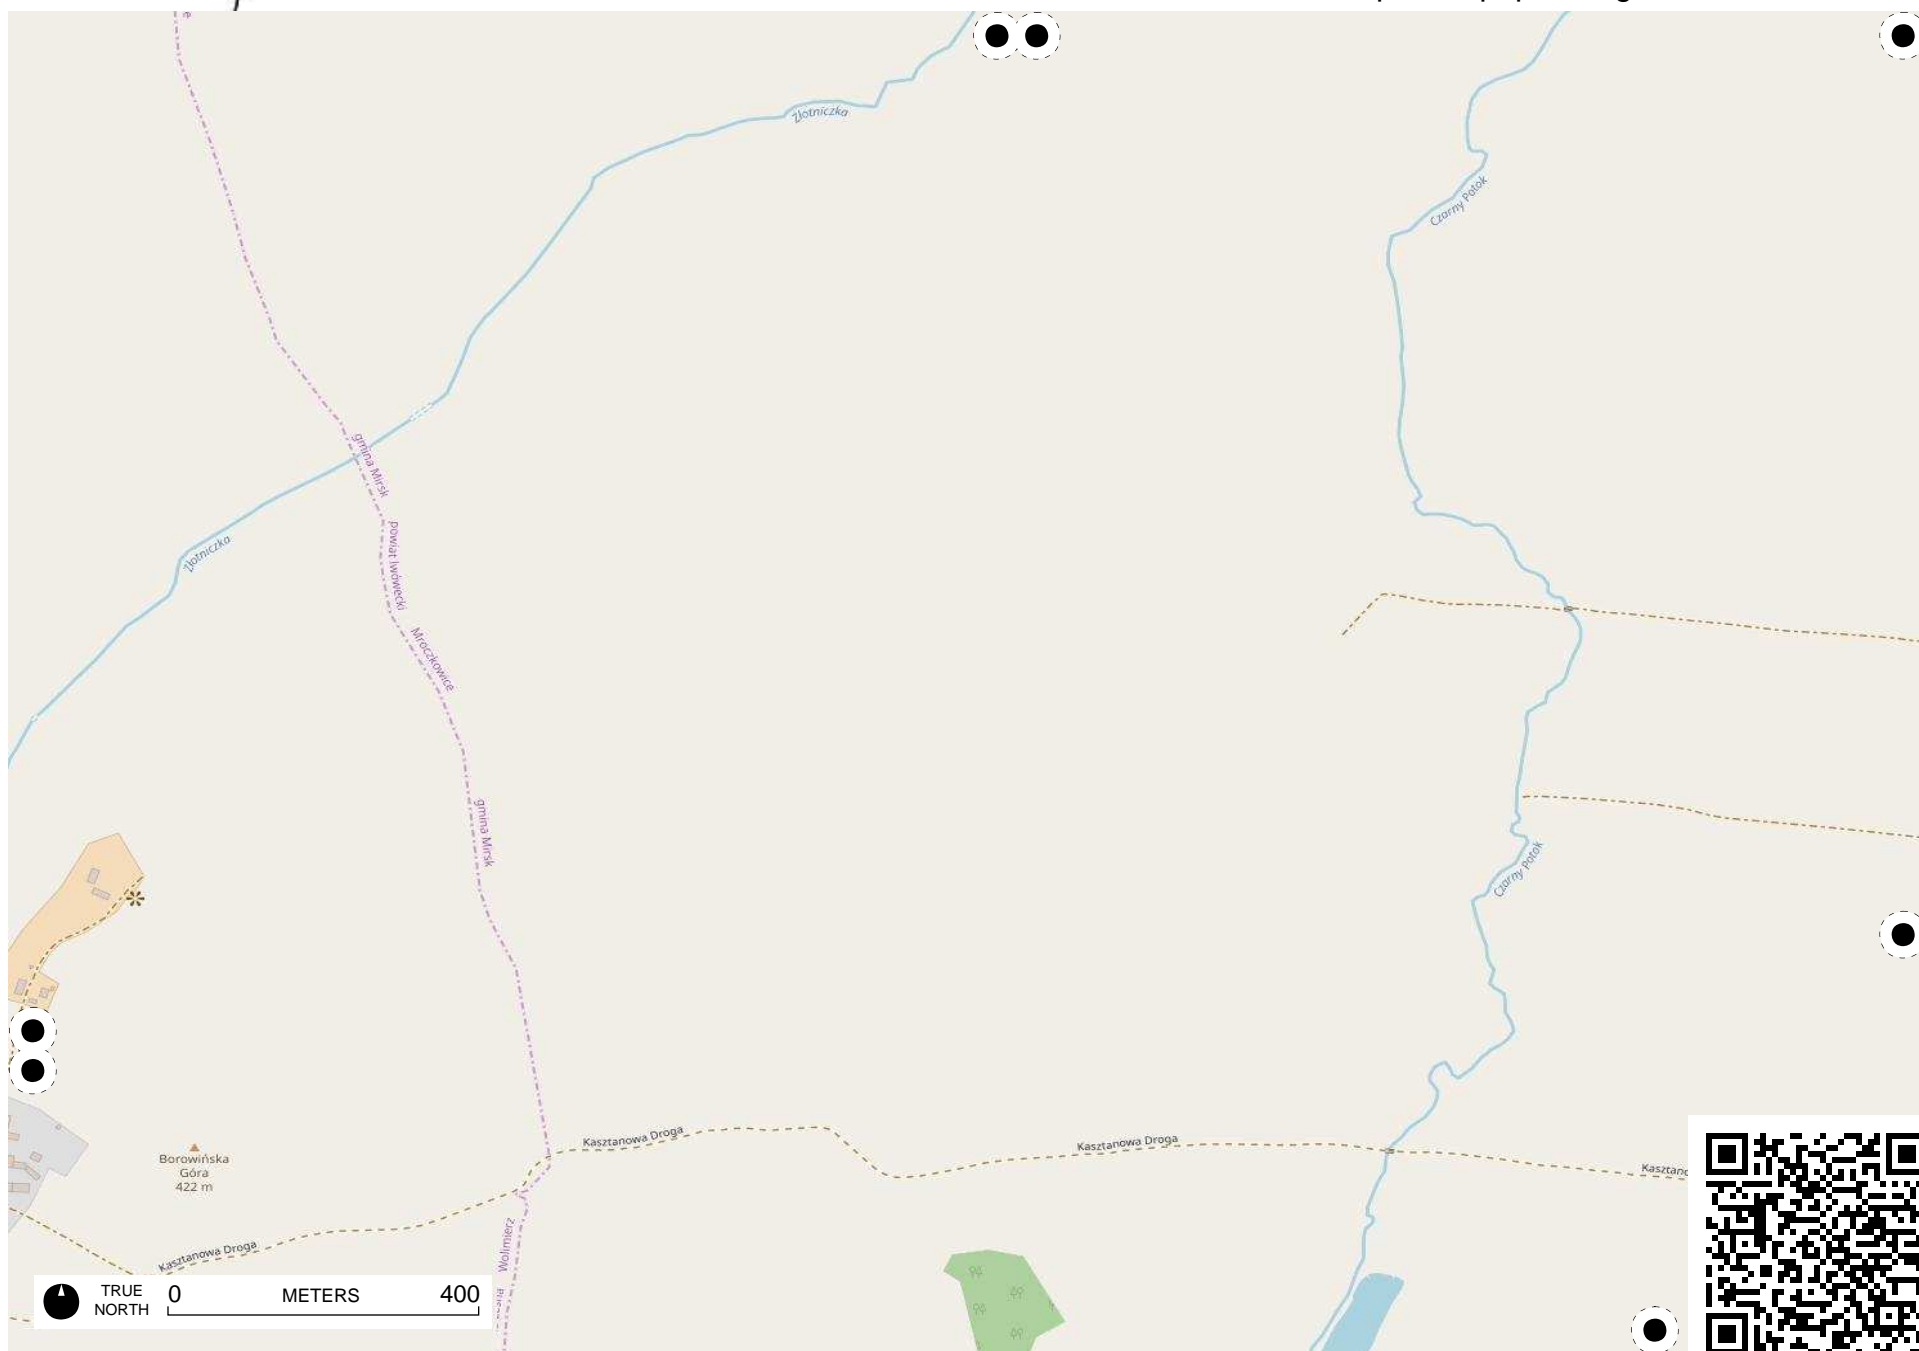 Złotniczka
Czarny Potok
gmina Mirsk
powiat lwówecki
Złotniczka
Mroczkowice
gmina Mirsk
Czarny Potok
Kasztanowa Droga
Kasztanowa Droga
Borowińska
Góra
422 m
Kasztano
Wolimierz
Kasztanowa Droga
TRUE
NORTH
0 METERS 400